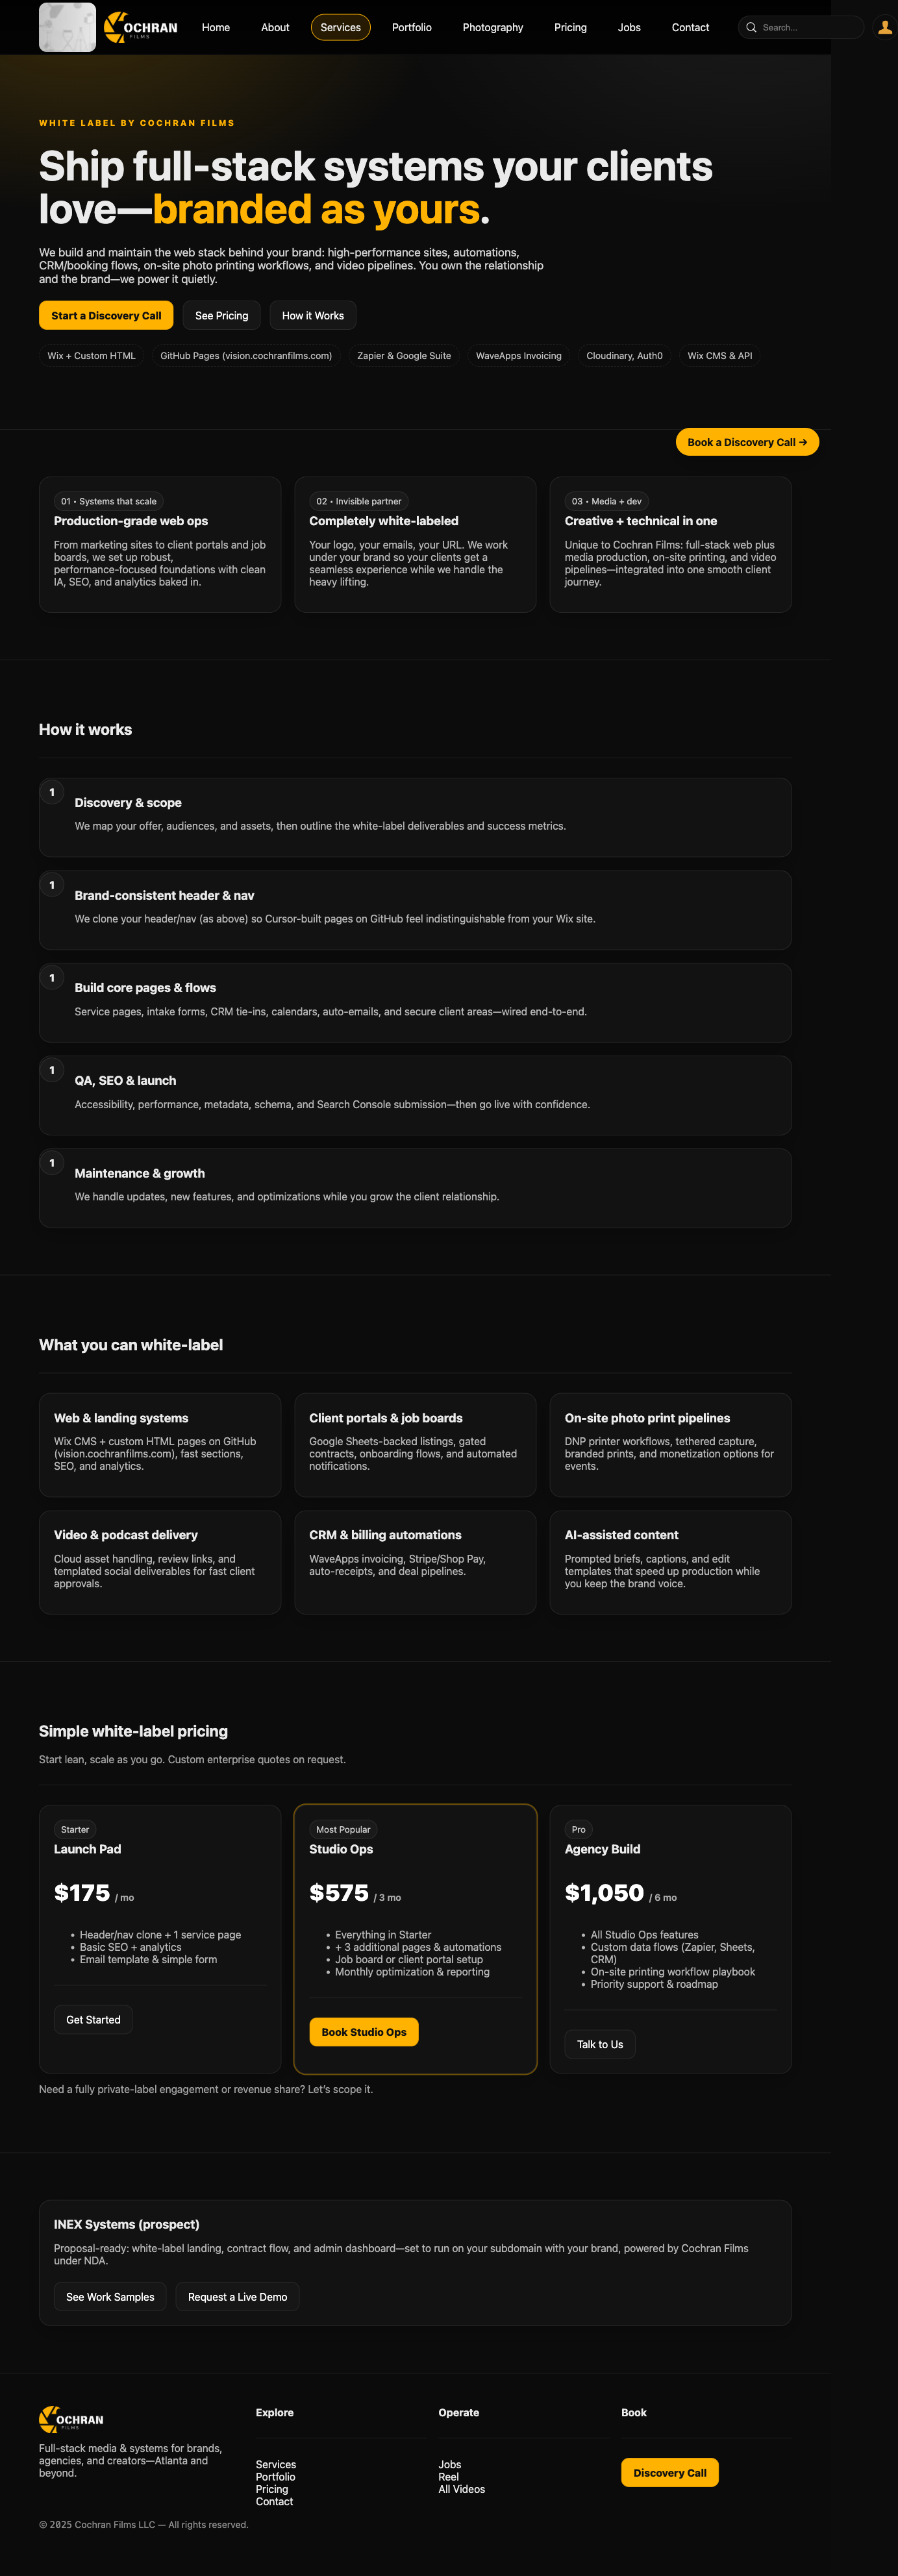 COCHRAN
FILMS
Home
About
Services
Portfolio
Photography
Pricing
Jobs
Contact
Search...
WHITE LABEL BY COCHRAN FILMS
Ship full-stack systems your clients
love—branded as yours.
We build and maintain the web stack behind your brand: high-performance sites, automations,
CRM/booking flows, on-site photo printing workflows, and video pipelines. You own the relationship
and the brand—we power it quietly.
Start a Discovery Call
See Pricing
How it Works
Wix + Custom HTML
GitHub Pages (vision.cochranfilms.com)
Zapier & Google Suite
WaveApps Invoicing
Cloudinary, Auth0
Wix CMS & API
Book a Discovery Call →
01 • Systems that scale
Production-grade web ops
From marketing sites to client portals and job
boards, we set up robust,
performance-focused foundations with clean
IA, SEO, and analytics baked in.
02 • Invisible partner
Completely white-labeled
Your logo, your emails, your URL. We work
under your brand so your clients get a
seamless experience while we handle the
heavy lifting.
03 • Media + dev
Creative + technical in one
Unique to Cochran Films: full-stack web plus
media production, on-site printing, and video
pipelines—integrated into one smooth client
journey.
How it works
1
Discovery & scope
We map your offer, audiences, and assets, then outline the white-label deliverables and success metrics.
1
Brand-consistent header & nav
We clone your header/nav (as above) so Cursor-built pages on GitHub feel indistinguishable from your Wix site.
1
Build core pages & flows
Service pages, intake forms, CRM tie-ins, calendars, auto-emails, and secure client areas—wired end-to-end.
1
QA, SEO & launch
Accessibility, performance, metadata, schema, and Search Console submission—then go live with confidence.
1
Maintenance & growth
We handle updates, new features, and optimizations while you grow the client relationship.
What you can white-label
Web & landing systems
Wix CMS + custom HTML pages on GitHub
(vision.cochranfilms.com), fast sections,
SEO, and analytics.
Client portals & job boards
Google Sheets-backed listings, gated
contracts, onboarding flows, and automated
notifications.
On-site photo print pipelines
DNP printer workflows, tethered capture,
branded prints, and monetization options for
events.
Video & podcast delivery
Cloud asset handling, review links, and
templated social deliverables for fast client
approvals.
CRM & billing automations
WaveApps invoicing, Stripe/Shop Pay,
auto-receipts, and deal pipelines.
AI-assisted content
Prompted briefs, captions, and edit
templates that speed up production while
you keep the brand voice.
Simple white-label pricing
Start lean, scale as you go. Custom enterprise quotes on request.
Starter
Launch Pad
$175 / mo
• Header/nav clone + 1 service page
• Basic SEO + analytics
• Email template & simple form
Get Started
Most Popular
Studio Ops
$575 / 3 mo
• Everything in Starter
• + 3 additional pages & automations
• Job board or client portal setup
• Monthly optimization & reporting
Book Studio Ops
Pro
Agency Build
$1,050 / 6 mo
• All Studio Ops features
• Custom data flows (Zapier, Sheets,
CRM)
• On-site printing workflow playbook
• Priority support & roadmap
Talk to Us
Need a fully private-label engagement or revenue share? Let's scope it.
INEX Systems (prospect)
Proposal-ready: white-label landing, contract flow, and admin dashboard—set to run on your subdomain with your brand, powered by Cochran Films
under NDA.
See Work Samples
Request a Live Demo
COCHRAN
FILMS
Full-stack media & systems for brands,
agencies, and creators—Atlanta and
beyond.
Explore
Services
Portfolio
Pricing
Contact
Operate
Jobs
Reel
All Videos
Book
Discovery Call
© 2025 Cochran Films LLC — All rights reserved.